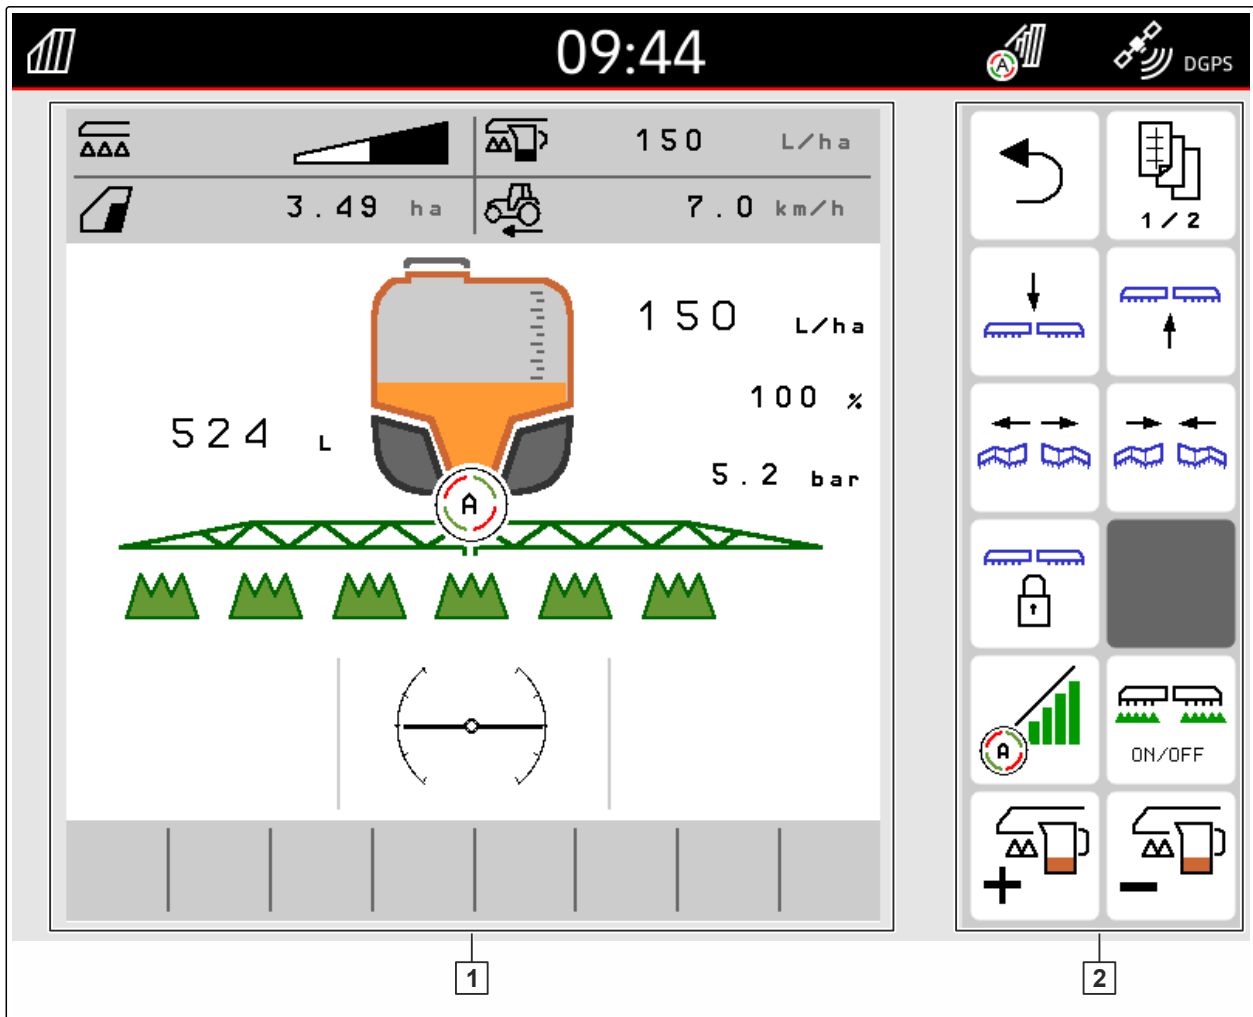 09:44
DGPS
150 L/ha
3.49 ha
7.0 km/h
1/2
150 L/ha
100 %
524 L
5.2 bar
A
A
A
ON/OFF
1
2